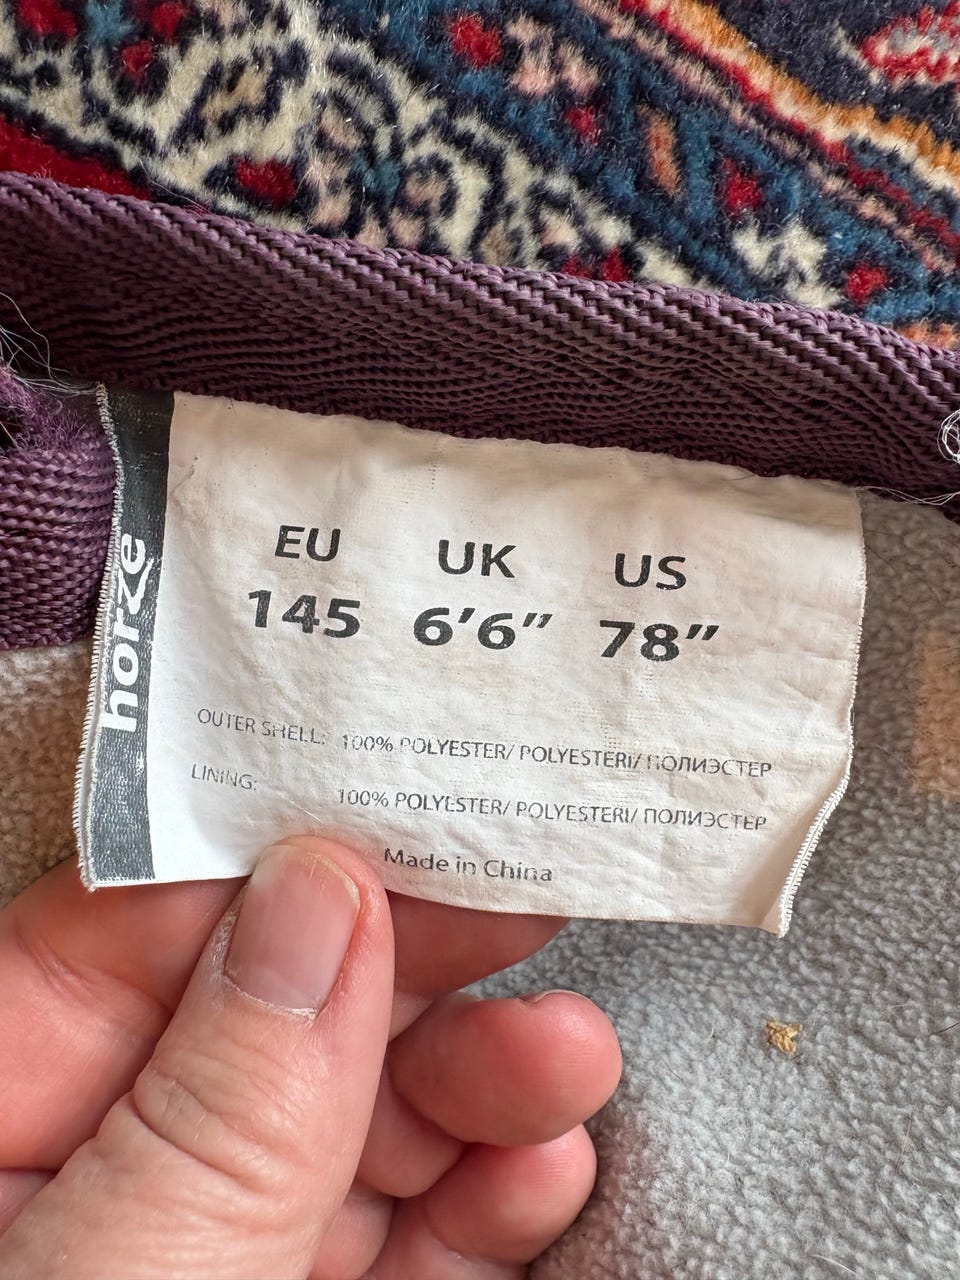 horze
EU UK US
145 6'6" 78"
OUTER SHELL: 100% POLYESTER/ POLYESTERI/ ПОЛИЭСТЕР
LINING: 100% POLYESTER/ POLYESTERI/ ПОЛИЭСТЕР
Made in China